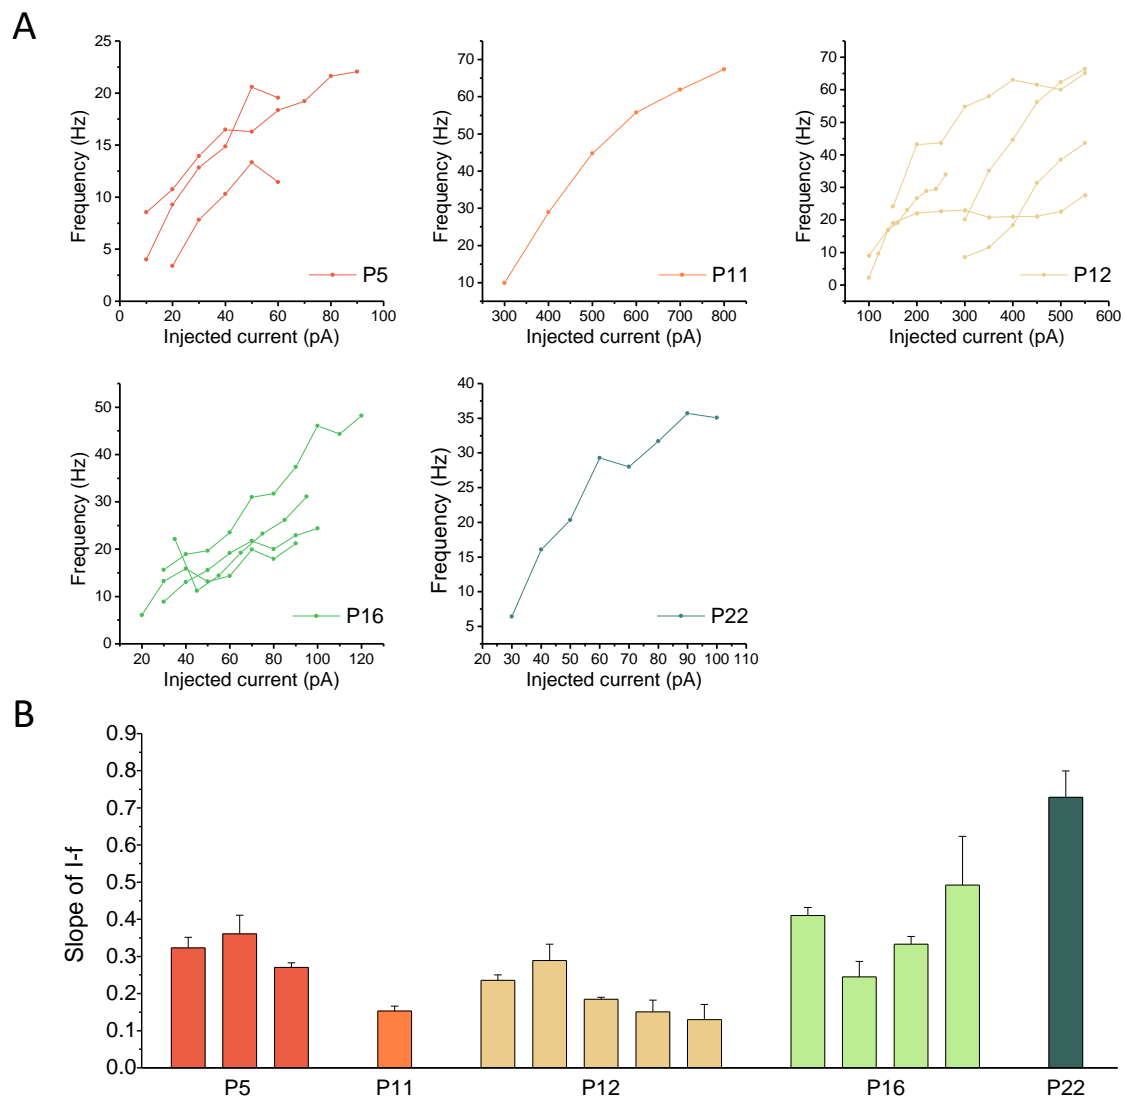 A
Frequency (Hz)
25
20
15
10
5
0
0 20 40 60 80 100
Injected current (pA)
P5
Frequency (Hz)
70
60
50
40
30
20
10
300 400 500 600 700 800
Injected current (pA)
P11
Frequency (Hz)
70
60
50
40
30
20
10
0
100 200 300 400 500 600
Injected current (pA)
P12
Frequency (Hz)
50
40
30
20
10
0
20 40 60 80 100 120
Injected current (pA)
P16
Frequency (Hz)
40
35
30
25
20
15
10
5
20 30 40 50 60 70 80 90 100 110
Injected current (pA)
P22
B
Slope of I-f
0.9
0.8
0.7
0.6
0.5
0.4
0.3
0.2
0.1
0.0
P5 P11 P12 P16 P22